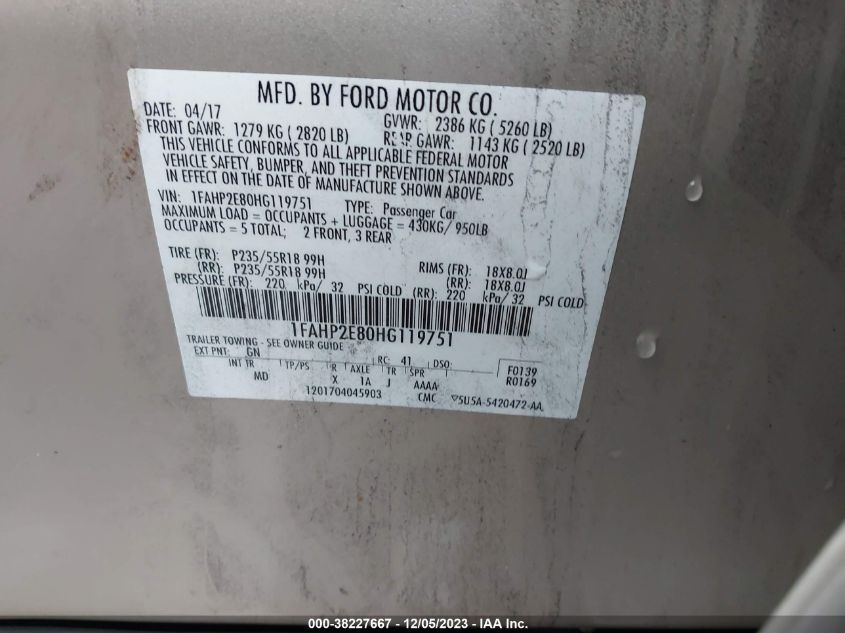 MFD. BY FORD MOTOR CO.
DATE: 04/17 GVWR: 2386 KG ( 5260 LB)
FRONT GAWR: 1279 KG ( 2820 LB) REAR GAWR: 1143 KG ( 2520 LB)
THIS VEHICLE CONFORMS TO ALL APPLICABLE FEDERAL MOTOR
VEHICLE SAFETY, BUMPER, AND THEFT PREVENTION STANDARDS
IN EFFECT ON THE DATE OF MANUFACTURE SHOWN ABOVE.
VIN: 1FAHP2E80HG119751 TYPE: Passenger Car
MAXIMUM LOAD = OCCUPANTS + LUGGAGE = 430KG/ 950LB
OCCUPANTS = 5 TOTAL; 2 FRONT, 3 REAR
TIRE (FR): P235/55R18 99H RIMS (FR): 18X8.0J
(RR): P235/55R18 99H (RR): 18X8.0J
PRESSURE (FR): 220 kPa/ 32 PSI COLD (RR): 220 kPa/ 32 PSI COLD
1FAHP2E80HG119751
TRAILER TOWING - SEE OWNER GUIDE
EXT PNT: GN RC: 41 DSO: F0139
INT TR TP/PS R AXLE TR SPR R0169
MD X 1A J AAAA
1201704045903 CMC ▽5U5A-5420472-AA
000-38227667 - 12/05/2023 - IAA, Inc.